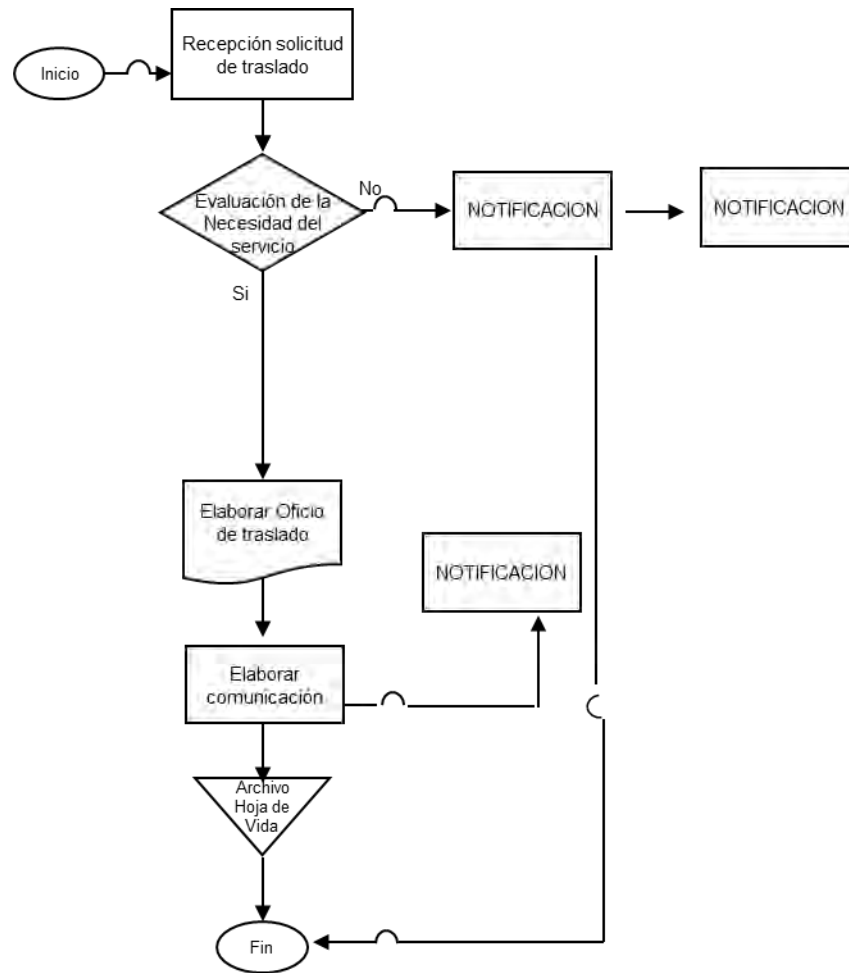 Recepción solicitud
de traslado
Inicio
No
Evaluación de la
Necesidad del
servicio
NOTIFICACION
NOTIFICACION
Si
Elaborar Oficio
de traslado
NOTIFICACION
Elaborar
comunicación
Archivo
Hoja de
Vida
Fin